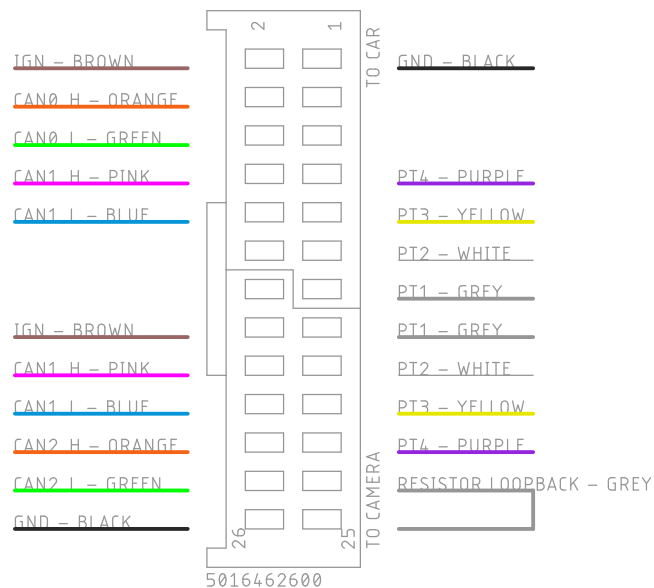 2 1
TO CAR
IGN – BROWN GND – BLACK
CAN0 H – ORANGE
CAN0 L – GREEN
CAN1 H – PINK PT4 – PURPLE
CAN1 L – BLUE PT3 – YELLOW
PT2 – WHITE
PT1 – GREY
IGN – BROWN PT1 – GREY
CAN1 H – PINK PT2 – WHITE
CAN1 L – BLUE PT3 – YELLOW
CAN2 H – ORANGE PT4 – PURPLE
CAN2 L – GREEN RESISTOR LOOPBACK – GREY
GND – BLACK
26 25
TO CAMERA
5016462600